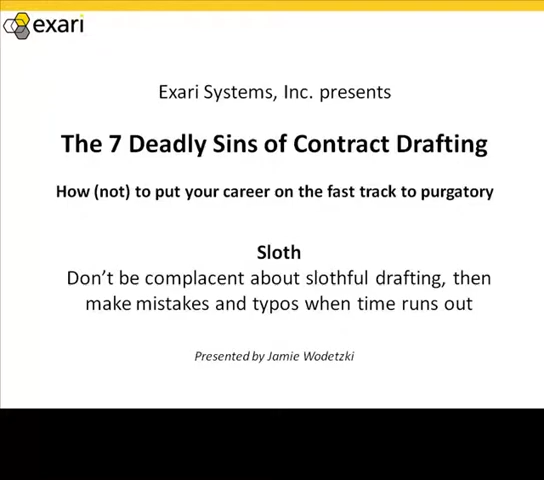 exari
Exari Systems, Inc. presents
The 7 Deadly Sins of Contract Drafting
How (not) to put your career on the fast track to purgatory
Sloth
Don’t be complacent about slothful drafting, then
make mistakes and typos when time runs out
Presented by Jamie Wodetzki